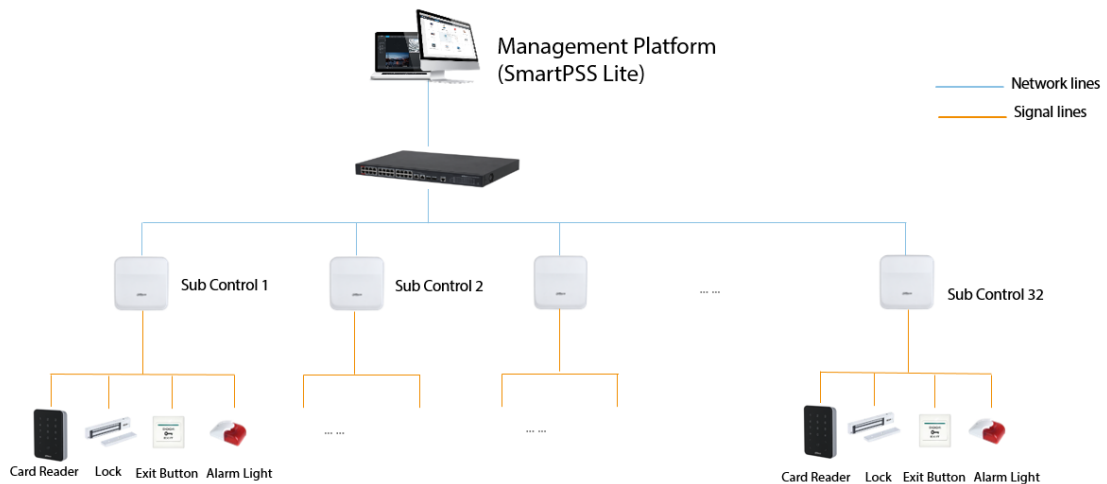 Management Platform
(SmartPSS Lite)
Network lines
Signal lines
Sub Control 1
Sub Control 2
... ...
Sub Control 32
... ...
... ...
Card Reader
Lock
Exit Button
Alarm Light
Card Reader
Lock
Exit Button
Alarm Light